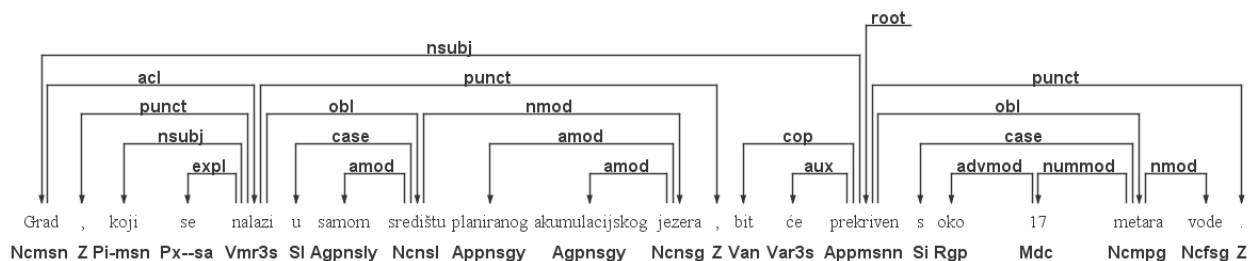 root
nsubj
acl punct punct
punct obl nmod obl
nsubj case amod cop case
expl amod amod aux advmod nummod nmod
Grad , koji se nalazi u samom središtu planiranog akumulacijskog jezera , bit će prekriven s oko 17 metara vode .
Ncmsn Z Pi-msn Px--sa Vmr3s Sl Agpnsly Ncnsl Appnsgy Agpnsgy Ncnsg Z Van Var3s Appmsnn Si Rgp Mdc Ncmpg Ncfsg Z